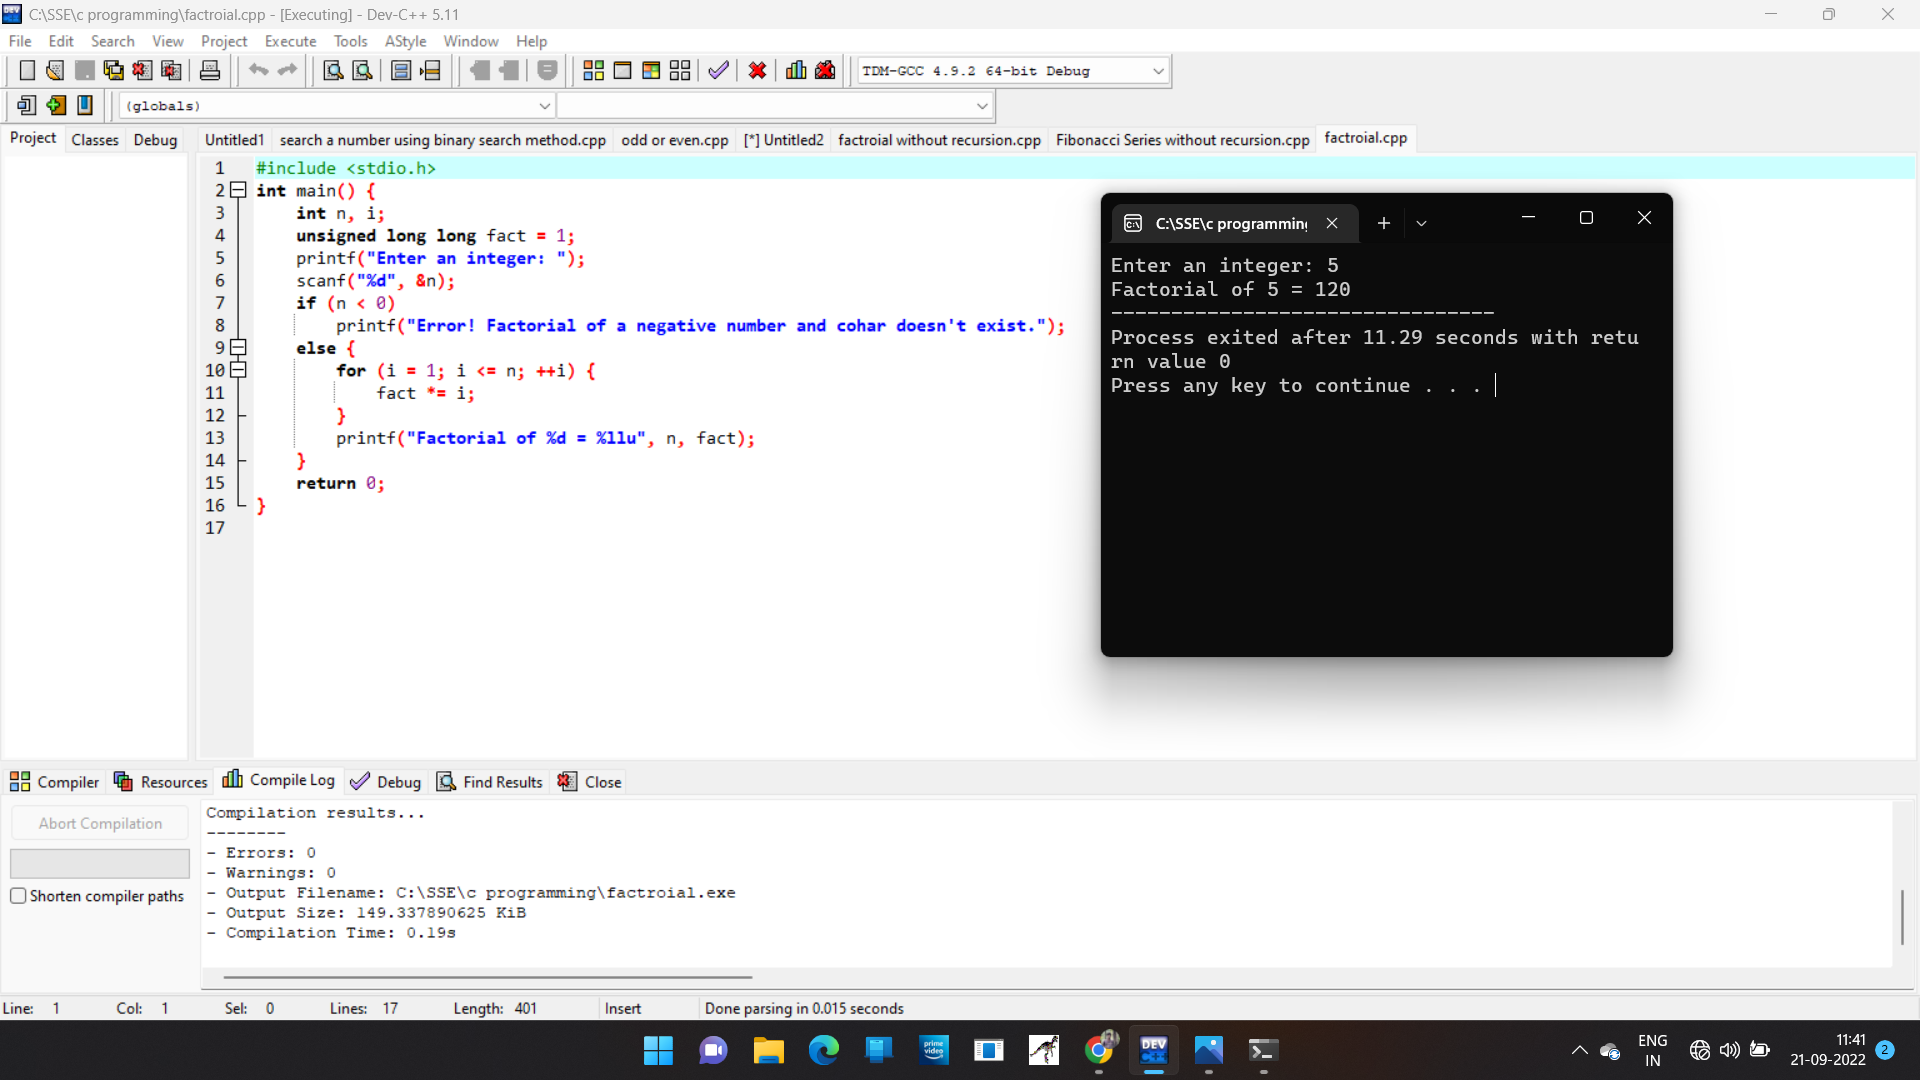 C:\SSE\c programming\factroial.cpp - [Executing] - Dev-C++ 5.11
File Edit Search View Project Execute Tools AStyle Window Help
TDM-GCC 4.9.2 64-bit Debug
(globals)
Project Classes Debug
Untitled1 search a number using binary search method.cpp odd or even.cpp [*] Untitled2 factroial without recursion.cpp Fibonacci Series without recursion.cpp factroial.cpp
1 #include <stdio.h>
2 int main() {
3 int n, i;
4 unsigned long long fact = 1;
5 printf("Enter an integer: ");
6 scanf("%d", &n);
7 if (n < 0)
8 printf("Error! Factorial of a negative number and cohar doesn't exist.");
9 else {
10 for (i = 1; i <= n; ++i) {
11 fact *= i;
12 }
13 printf("Factorial of %d = %llu", n, fact);
14 }
15 return 0;
16 }
17
C:\SSE\c programmin
Enter an integer: 5
Factorial of 5 = 120
--------------------------------
Process exited after 11.29 seconds with retu
rn value 0
Press any key to continue . . .
Compiler Resources Compile Log Debug Find Results Close
Abort Compilation
Shorten compiler paths
Compilation results...
--------
- Errors: 0
- Warnings: 0
- Output Filename: C:\SSE\c programming\factroial.exe
- Output Size: 149.337890625 KiB
- Compilation Time: 0.19s
Line: 1 Col: 1 Sel: 0 Lines: 17 Length: 401 Insert Done parsing in 0.015 seconds
prime video
DEV C++
ENG
IN
11:41
21-09-2022
2